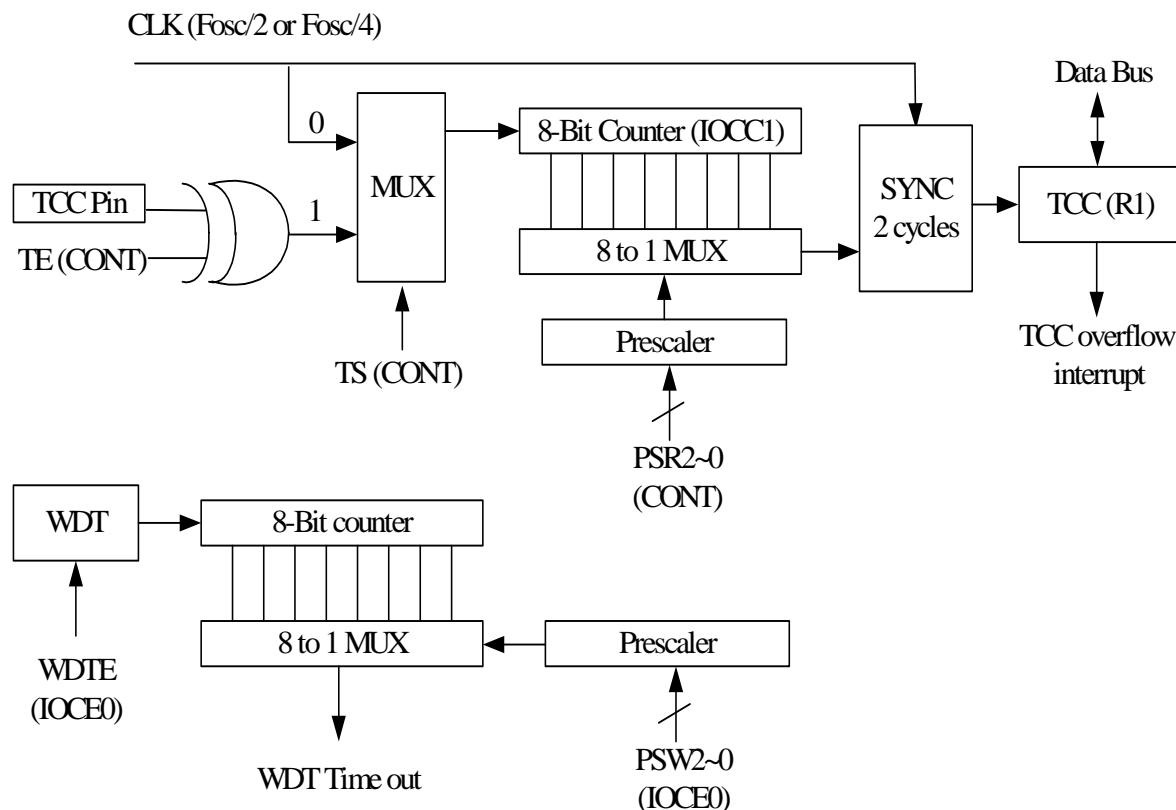 CLK (Fosc/2 or Fosc/4)
Data Bus
0
8-Bit Counter (IOCC1)
MUX
SYNC
2 cycles
TCC Pin
1
TCC (R1)
TE (CONT)
8 to 1 MUX
Prescaler
TS (CONT)
TCC overflow
interrupt
PSR2~0
(CONT)
WDT
8-Bit counter
8 to 1 MUX
Prescaler
WDTE
(IOCE0)
WDT Time out
PSW2~0
(IOCE0)